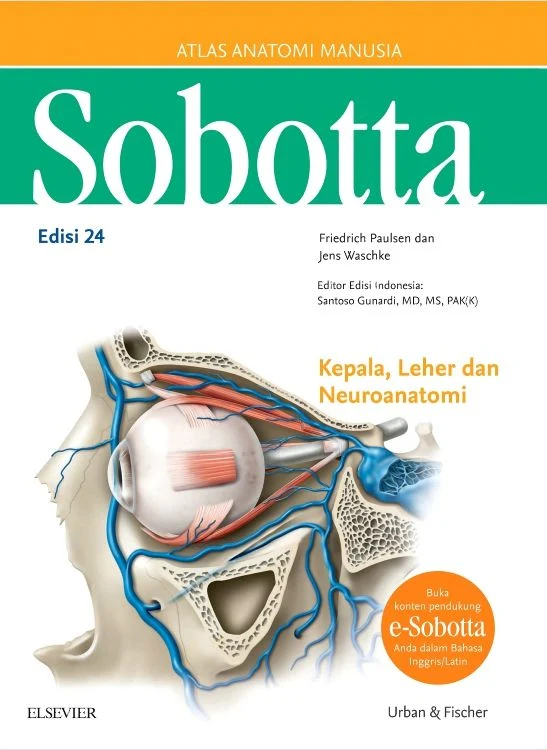 ATLAS ANATOMI MANUSIA
Sobotta
Edisi 24
Friedrich Paulsen dan
Jens Waschke
Editor Edisi Indonesia:
Santoso Gunardi, MD, MS, PAK(K)
Kepala, Leher dan
Neuroanatomi
Buka
konten pendukung
e-Sobotta
Anda dalam Bahasa
Inggris/Latin
ELSEVIER
Urban & Fischer